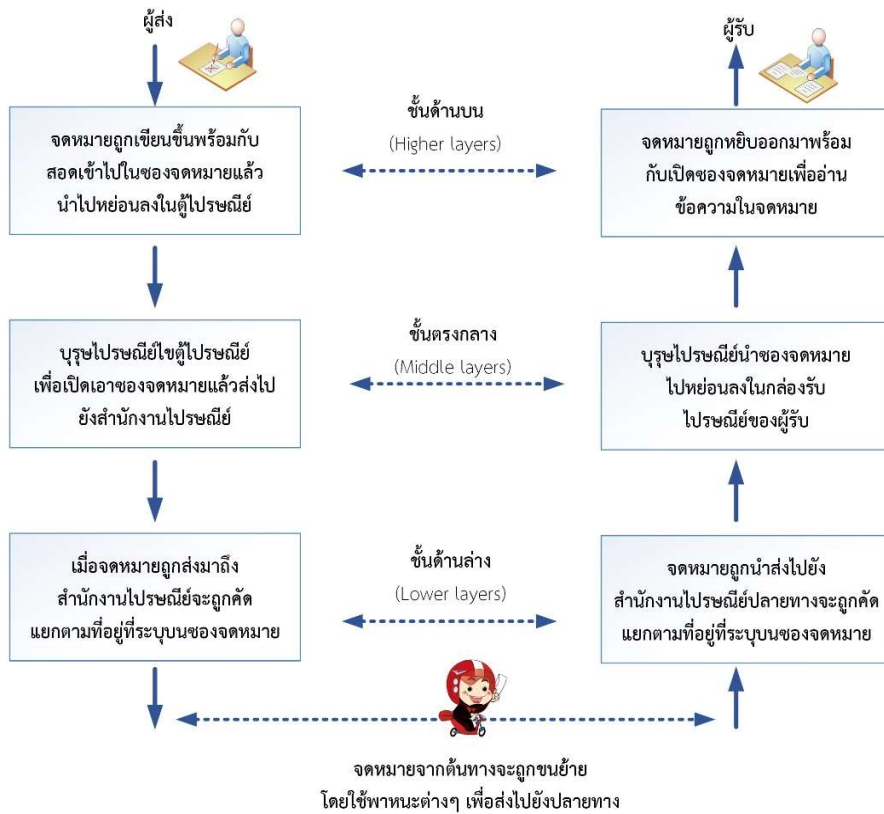 ผู้ส่ง
ผู้รับ
จดหมายถูกเขียนขึ้นพร้อมกับ
สอดเข้าไปในซองจดหมายแล้ว
นำไปหย่อนลงในตู้ไปรษณีย์
ชั้นด้านบน
(Higher layers)
จดหมายถูกหยิบออกมาพร้อม
กับเปิดซองจดหมายเพื่ออ่าน
ข้อความในจดหมาย
บุรุษไปรษณีย์ไขตู้ไปรษณีย์
เพื่อเปิดเอาซองจดหมายแล้วส่งไป
ยังสำนักงานไปรษณีย์
ชั้นตรงกลาง
(Middle layers)
บุรุษไปรษณีย์นำซองจดหมาย
ไปหย่อนลงในกล่องรับ
ไปรษณีย์ของผู้รับ
เมื่อจดหมายถูกส่งมาถึง
สำนักงานไปรษณีย์จะถูกคัด
แยกตามที่อยู่ที่ระบุบนซองจดหมาย
ชั้นด้านล่าง
(Lower layers)
จดหมายถูกนำส่งไปยัง
สำนักงานไปรษณีย์ปลายทางจะถูกคัด
แยกตามที่อยู่ที่ระบุบนซองจดหมาย
จดหมายจากต้นทางจะถูกขนย้าย
โดยใช้พาหนะต่างๆ เพื่อส่งไปยังปลายทาง